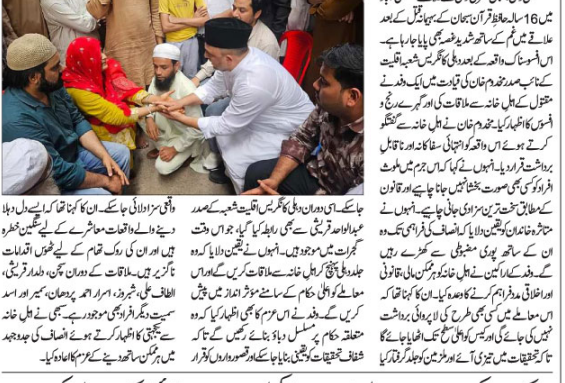 میں 16 سالہ حافظ قرآن سبحان کے بہیمانہ قتل کے بعد
علاقے میں غم کے ساتھ شدید غصہ بھی پایا جا رہا ہے۔
اس افسوسناک واقعہ کے بعد دہلی کانگریس شعبہ اقلیت
کے نائب صدر مخدوم خان کی قیادت میں ایک وفد نے
مقتول کے اہل خانہ سے ملاقات کی اور گہرے رنج و
افسوس کا اظہار کیا۔ مخدوم خان نے اہل خانہ سے گفتگو
کرتے ہوئے اس واقعہ کو انتہائی سفاکانہ اور ناقابل
برداشت قرار دیا۔ انہوں نے کہا کہ اس جرم میں ملوث
افراد کو کسی بھی صورت بخشا نہیں جانا چاہیے اور قانون
کے مطابق سخت ترین سزا دی جانی چاہیے۔ انہوں نے
متاثرہ خاندان کو یقین دلایا کہ انصاف کی فراہمی تک وہ
ان کے ساتھ پوری مضبوطی سے کھڑے رہیں
گے۔ وفد کے اراکین نے اہل خانہ کو ہر ممکن مالی، قانونی
اور اخلاقی مدد فراہم کرنے کا وعدہ کیا۔ ان کا کہنا تھا کہ
اس معاملے میں کسی بھی طرح کی لاپروائی برداشت
نہیں کی جائے گی اور کیس کو اعلیٰ سطح تک اٹھایا جائے گا
تاکہ تحقیقات میں تیزی آئے اور ملزمین کو جلد گرفتار کیا
جا سکے۔ اسی دوران دہلی کانگریس اقلیت شعبہ کے صدر
عبدالواحد قریشی سے بھی رابطہ کیا گیا، جو اس وقت
گجرات میں موجود ہیں۔ انہوں نے یقین دلایا کہ وہ
جلد دہلی پہنچ کر اہل خانہ سے ملاقات کریں گے اور اس
معاملے کو اعلیٰ حکام کے سامنے مؤثر انداز میں پیش
کریں گے۔ وفد نے اس عزم کا بھی اظہار کیا کہ وہ
متعلقہ حکام پر مسلسل دباؤ بنائے رکھیں گے تاکہ
شفاف تحقیقات کو یقینی بنایا جا سکے اور قصورواروں کو قرار
واقعی سزا دلائی جا سکے۔ ان کا کہنا تھا کہ ایسے دل دہلا
دینے والے واقعات معاشرے کے لیے سنگین خطرہ
ہیں اور ان کی روک تھام کے لیے ٹھوس اقدامات
ناگزیر ہیں۔ ملاقات کے دوران چمن، دلدار قریشی،
الطاف علی، شہروز، اسرار احمد پردھان، سمیر اور اسد
سمیت دیگر افراد بھی موجود رہے۔ سبھی نے اہل خانہ
سے یکجہتی کا اظہار کرتے ہوئے انصاف کی جدوجہد
میں ہر ممکن ساتھ دینے کے عزم کا اعادہ کیا۔